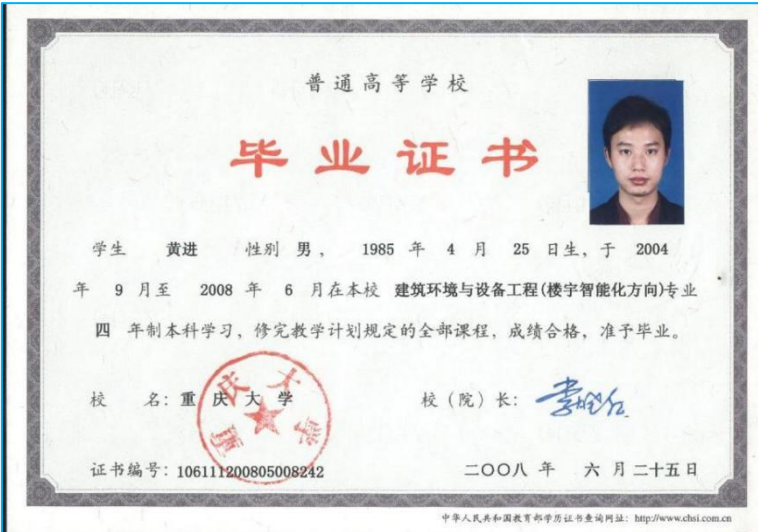 普通高等学校
毕业证书
学生 黄进 性别 男， 1985 年 4 月 25 日生，于 2004
年 9 月至 2008 年 6 月在本校 建筑环境与设备工程(楼宇智能化方向)专业
四 年制本科学习，修完教学计划规定的全部课程，成绩合格，准予毕业。
校 名：重庆大学
校（院）长：
重庆大学
证书编号：106111200805008242
二〇〇八 年 六 月 二十五 日
中华人民共和国教育部学历证书查询网址：http://www.chsi.com.cn